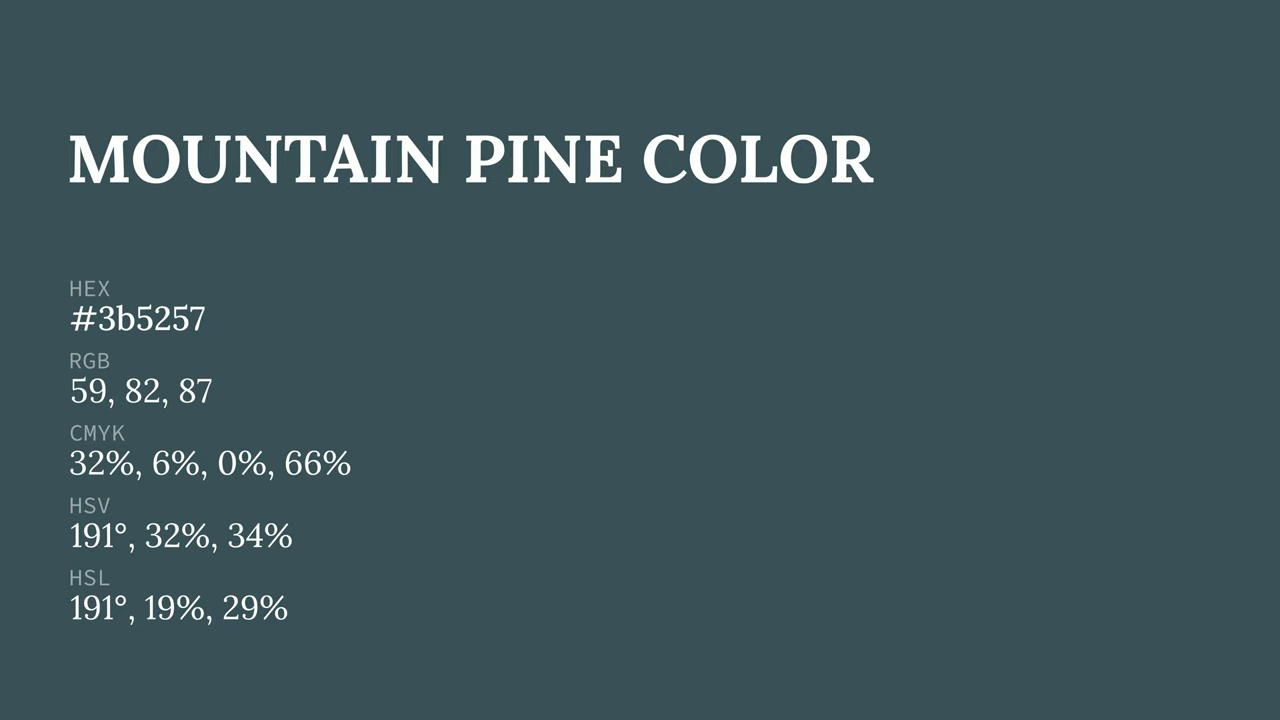 MOUNTAIN PINE COLOR
HEX
#3b5257
RGB
59, 82, 87
CMYK
32%, 6%, 0%, 66%
HSV
191°, 32%, 34%
HSL
191°, 19%, 29%